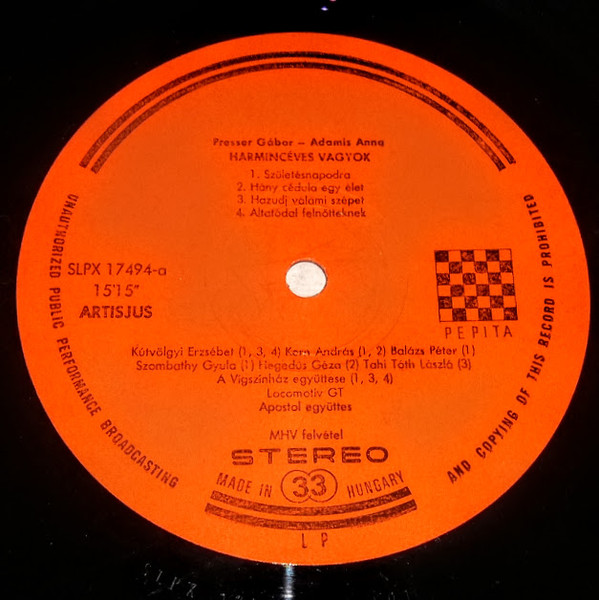 Presser Gábor – Adamis Anna
HARMINCÉVES VAGYOK
1. Születésnapodra
2. Hány cédula egy élet
3. Hazudj valami szépet
4. Altatódal felnőtteknek
SLPX 17494-a
15'15"
ARTISJUS
PEPITA
Kútvölgyi Erzsébet (1, 3, 4) Kern András (1, 2) Balázs Péter (1)
Szombathy Gyula (1) Hegedűs Géza (2) Tahi Tóth László (3)
A Vígszínház együttese (1, 3, 4)
Locomotiv GT
Apostol együttes
MHV felvétel
STEREO
MADE IN 33 HUNGARY
LP
UNAUTHORIZED PUBLIC PERFORMANCE BROADCASTING
AND COPYING OF THIS RECORD IS PROHIBITED
SLPX